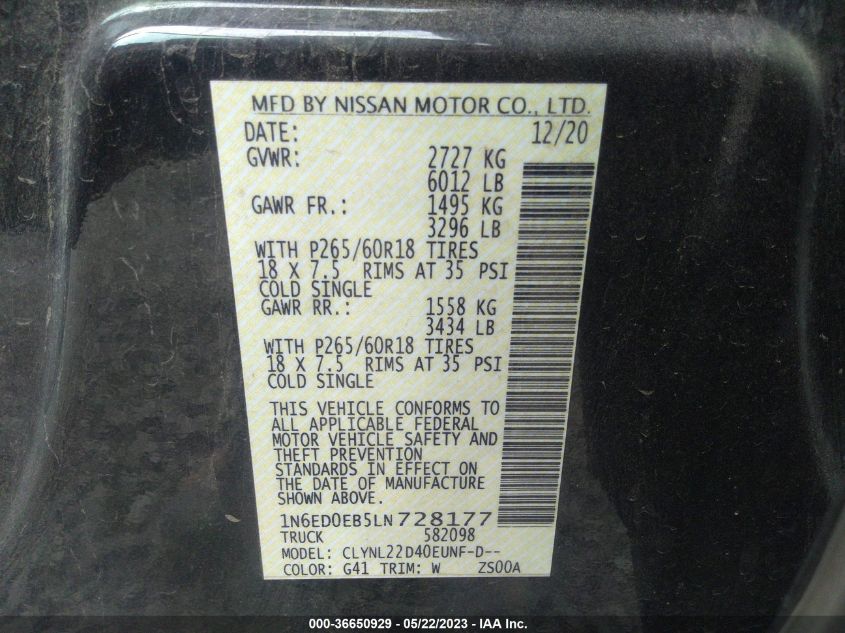 MFD BY NISSAN MOTOR CO., LTD.
DATE: 12/20
GVWR: 2727 KG
6012 LB
GAWR FR.: 1495 KG
3296 LB
WITH P265/60R18 TIRES
18 X 7.5 RIMS AT 35 PSI
COLD SINGLE
GAWR RR.: 1558 KG
3434 LB
WITH P265/60R18 TIRES
18 X 7.5 RIMS AT 35 PSI
COLD SINGLE
THIS VEHICLE CONFORMS TO
ALL APPLICABLE FEDERAL
MOTOR VEHICLE SAFETY AND
THEFT PREVENTION
STANDARDS IN EFFECT ON
THE DATE OF MANUFACTURE
SHOWN ABOVE.
1N6ED0EB5LN728177
TRUCK 582098
MODEL: CLYNL22D40EUNF-D--
COLOR: G41 TRIM: W ZS00A
000-36650929 - 05/22/2023 - IAA Inc.